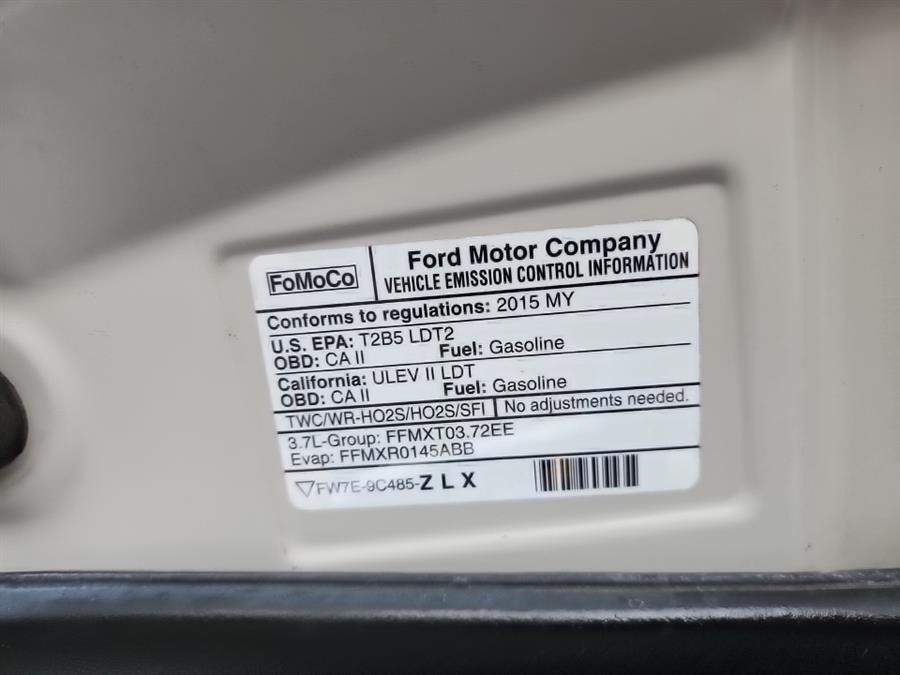 FoMoCo
Ford Motor Company
VEHICLE EMISSION CONTROL INFORMATION
Conforms to regulations: 2015 MY
U.S. EPA: T2B5 LDT2
OBD: CA II Fuel: Gasoline
California: ULEV II LDT
OBD: CA II Fuel: Gasoline
TWC/WR-HO2S/HO2S/SFI No adjustments needed.
3.7L-Group: FFMXT03.72EE
Evap: FFMXR0145ABB
FW7E-9C485-Z L X